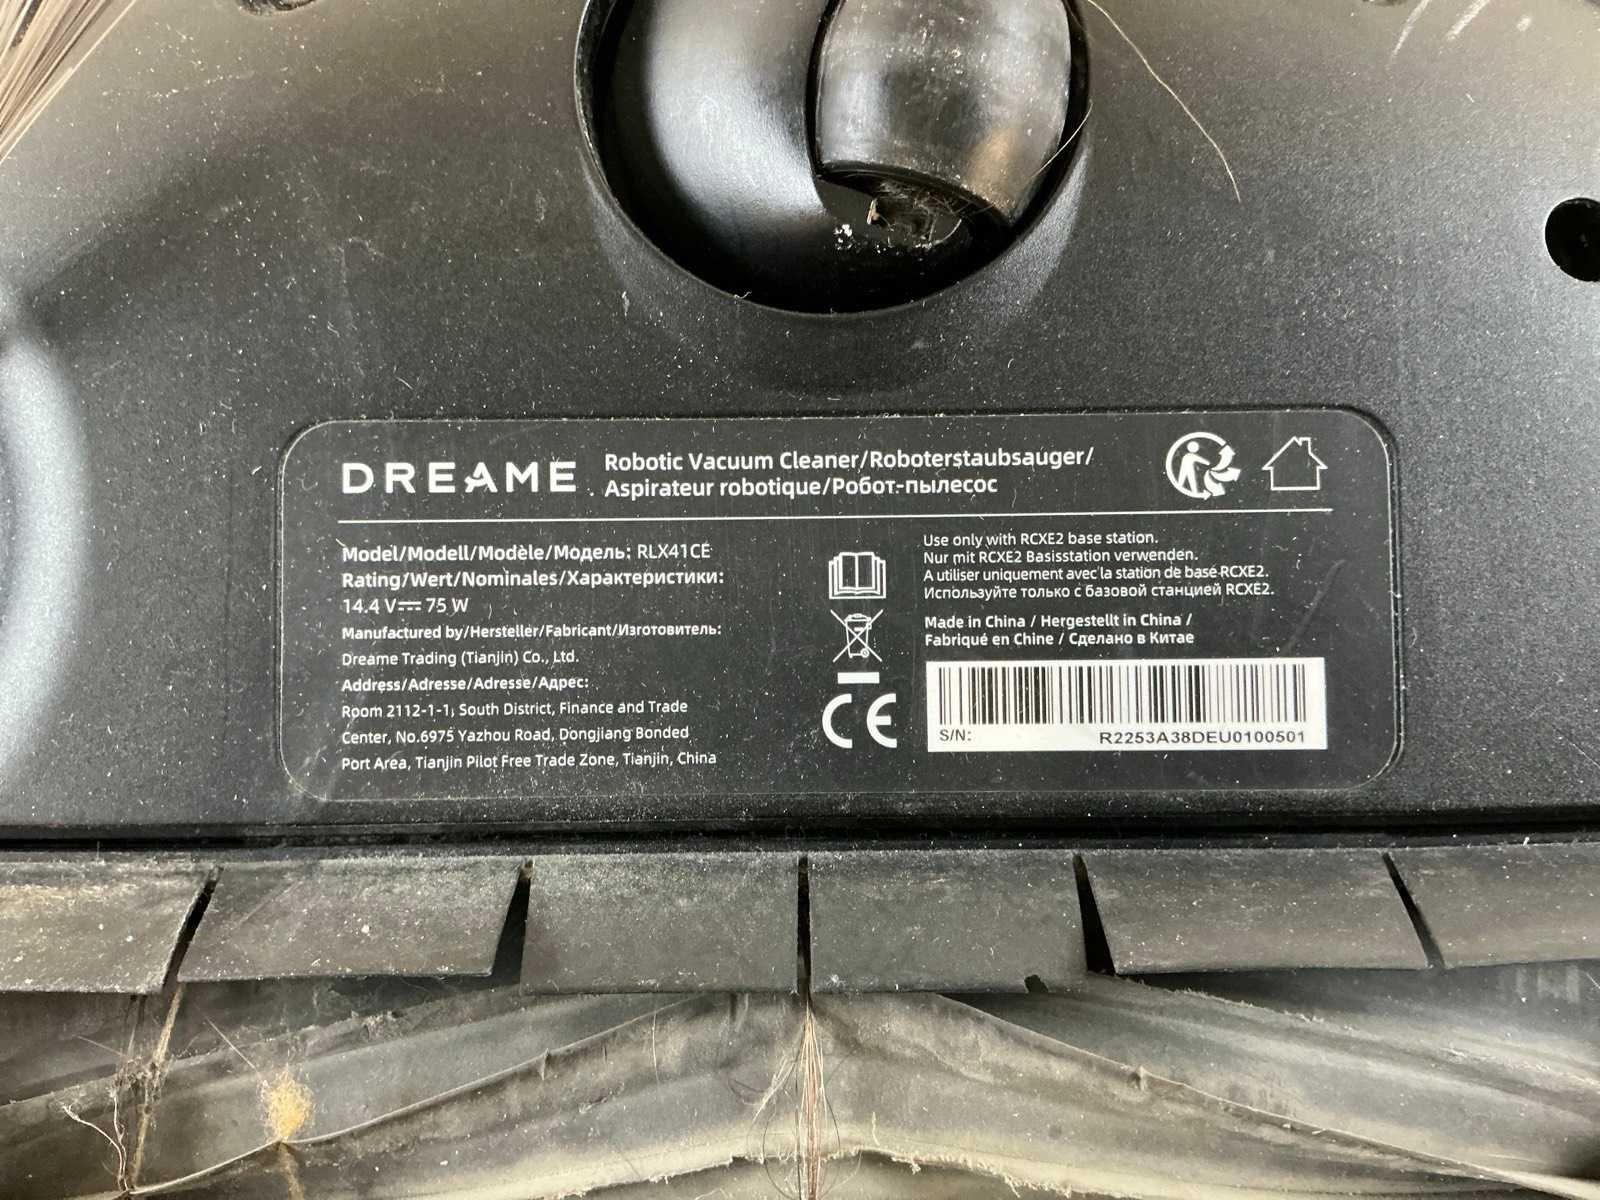 DREAME
Robotic Vacuum Cleaner/Roboterstaubsauger/
Aspirateur robotique/Робот-пылесос
Model/Modell/Modèle/Модель: RLX41CE
Rating/Wert/Nominales/Характеристики:
14.4 V⎓ 75 W
Manufactured by/Hersteller/Fabricant/Изготовитель:
Dreame Trading (Tianjin) Co., Ltd.
Address/Adresse/Adresse/Адрес:
Room 2112-1-1, South District, Finance and Trade
Center, No.6975 Yazhou Road, Dongjiang Bonded
Port Area, Tianjin Pilot Free Trade Zone, Tianjin, China
CE
Use only with RCXE2 base station.
Nur mit RCXE2 Basisstation verwenden.
A utiliser uniquement avec la station de base RCXE2.
Используйте только с базовой станцией RCXE2.
Made in China / Hergestellt in China /
Fabriqué en Chine / Сделано в Китае
S/N: R2253A38DEU0100501